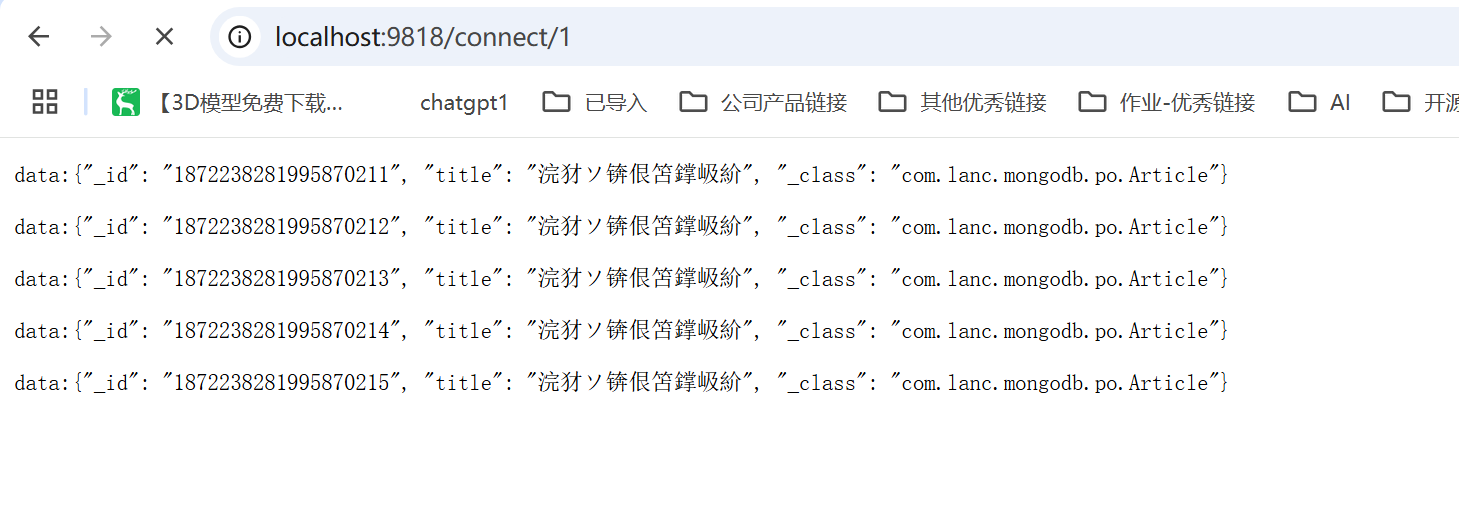 localhost:9818/connect/1
【3D模型免费下载... chatgpt1 已导入 公司产品链接 其他优秀链接 作业-优秀链接 AI 开源
data:{"_id": "1872238281995870211", "title": "浣犲ソ锛佷笘鐣岋紒", "_class": "com.lanc.mongodb.po.Article"}
data:{"_id": "1872238281995870212", "title": "浣犲ソ锛佷笘鐣岋紒", "_class": "com.lanc.mongodb.po.Article"}
data:{"_id": "1872238281995870213", "title": "浣犲ソ锛佷笘鐣岋紒", "_class": "com.lanc.mongodb.po.Article"}
data:{"_id": "1872238281995870214", "title": "浣犲ソ锛佷笘鐣岋紒", "_class": "com.lanc.mongodb.po.Article"}
data:{"_id": "1872238281995870215", "title": "浣犲ソ锛佷笘鐣岋紒", "_class": "com.lanc.mongodb.po.Article"}